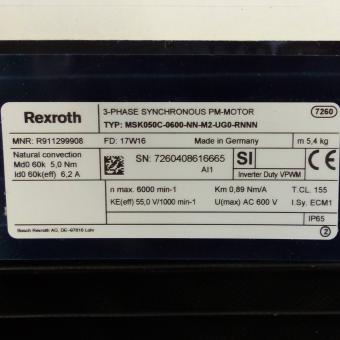 Rexroth
3-PHASE SYNCHRONOUS PM-MOTOR
7260
TYP: MSK050C-0600-NN-M2-UG0-RNNN
MNR: R911299908
FD: 17W16
Made in Germany
m 5,4 kg
Natural convection
Md0 60k 5,0 Nm
Id0 60k(eff) 6,2 A
SN: 7260408616665
AI1
SI
Inverter Duty VPWM
CE
n max. 6000 min-1
Km 0,89 Nm/A
T.CL. 155
KE(eff) 55,0 V/1000 min-1
U(max) AC 600 V
I.Sy. ECM1
IP65
Bosch Rexroth AG, DE-97816 Lohr
2